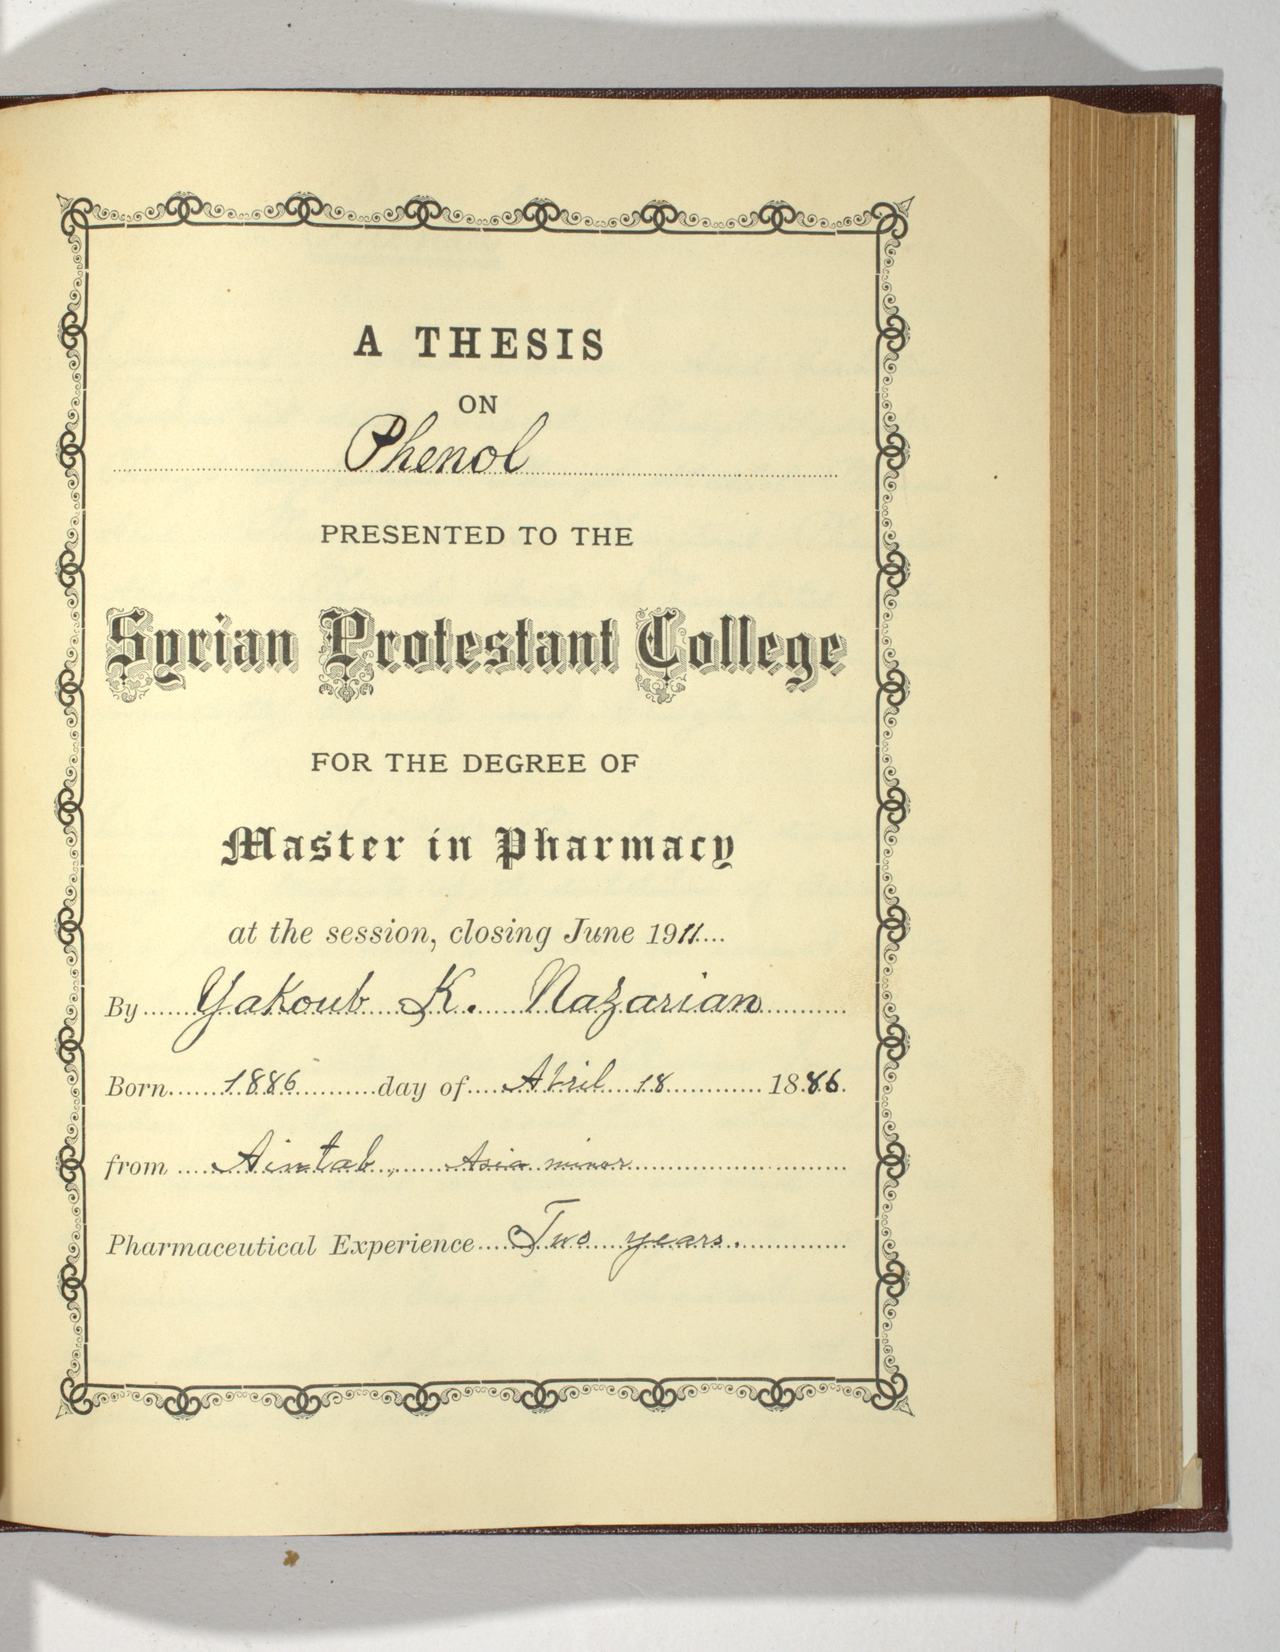 A THESIS
ON
Phenol
PRESENTED TO THE
Syrian Protestant College
FOR THE DEGREE OF
Master in Pharmacy
at the session, closing June 1911....
By......Yakoub K. Nazarian..........
Born......1886..........day of....April 18............1886.
from ....Aintab, Asia minor........................
Pharmaceutical Experience....Two years...............